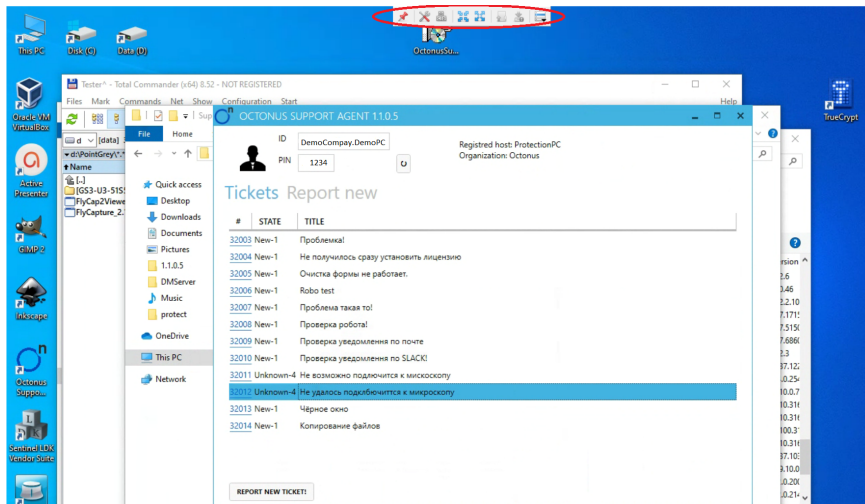 This PC
Disk (C)
Data (D)
OctonusSu...
Oracle VM
VirtualBox
TrueCrypt
Active
Presenter
GIMP 2
Inkscape
Octonus
Suppo...
Sentinel LDK
Vendor Suite
Tester^ - Total Commander (x64) 8.52 - NOT REGISTERED
Files Mark Commands Net Show Configuration Start Help
d [data]
d:\PointGrey\*.*
Name
[..]
[GS3-U3-51S5
FlyCap2Viewe
FlyCapture_2.
File Home
Quick access
Desktop
Downloads
Documents
Pictures
1.1.0.5
DMServer
Music
protect
OneDrive
This PC
Network
OCTONUS SUPPORT AGENT 1.1.0.5
ID DemoCompay.DemoPC
PIN 1234
Registered host: ProtectionPC
Organization: Octonus
Tickets Report new
# STATE TITLE
32003 New-1 Проблемка!
32004 New-1 Не получилось сразу установить лицензию
32005 New-1 Очистка формы не работает.
32006 New-1 Robo test
32007 New-1 Проблема такая то!
32008 New-1 Проверка робота!
32009 New-1 Проверка уведомления по почте
32010 New-1 Проверка уведомления по SLACK!
32011 Unknown-4 Не возможно подлючится к мискоскопу
32012 Unknown-4 Не удалось подклбючиттся к микроскопу
32013 New-1 Чёрное окно
32014 New-1 Копирование файлов
REPORT NEW TICKET!